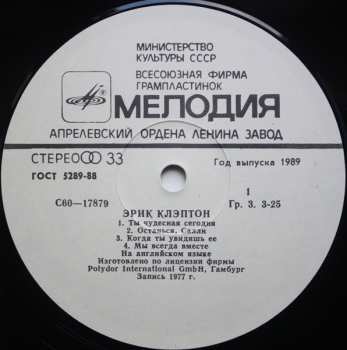 МИНИСТЕРСТВО
КУЛЬТУРЫ СССР
ВСЕСОЮЗНАЯ ФИРМА
ГРАМПЛАСТИНОК
МЕЛОДИЯ
АПРЕЛЕВСКИЙ ОРДЕНА ЛЕНИНА ЗАВОД
СТЕРЕО 33
Год выпуска 1989
ГОСТ 5289-88
1
С60—17879
Гр. 3. 3-25
ЭРИК КЛЭПТОН
1. Ты чудесная сегодня
2. Останься, Салли
3. Когда ты увидишь ее
4. Мы всегда вместе
На английском языке
Изготовлено по лицензии фирмы
Polydor International GmbH, Гамбург
Запись 1977 г.